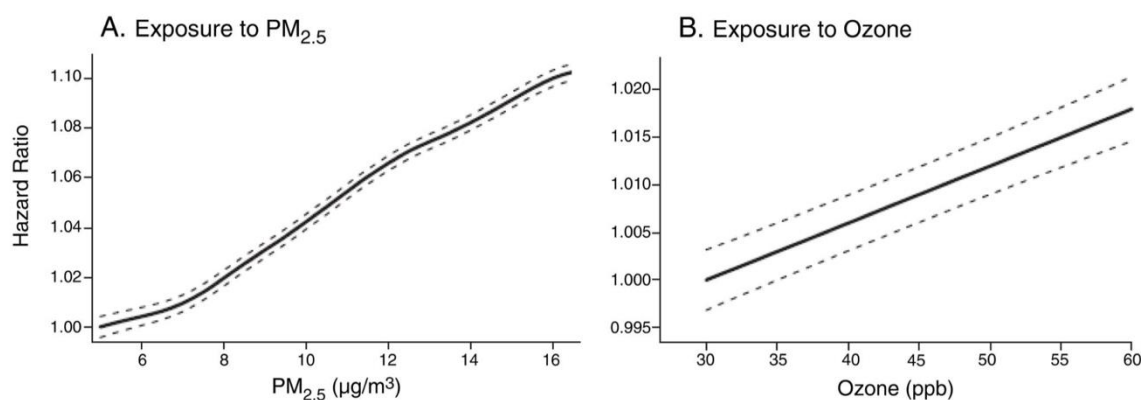 A. Exposure to PM2.5
Hazard Ratio
1.10
1.08
1.06
1.04
1.02
1.00
6 8 10 12 14 16
PM2.5 (µg/m³)
B. Exposure to Ozone
1.020
1.015
1.010
1.005
1.000
0.995
30 35 40 45 50 55 60
Ozone (ppb)